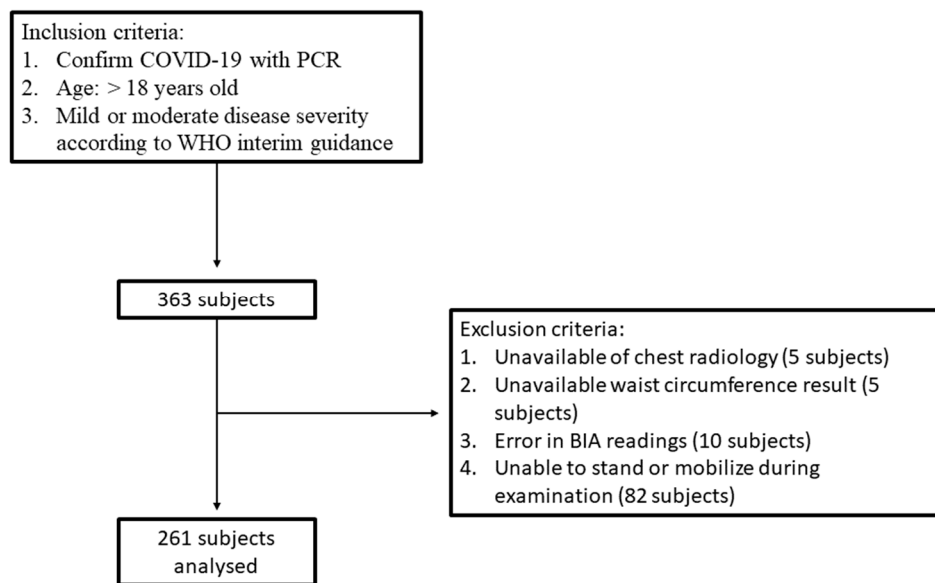 Inclusion criteria:
1. Confirm COVID-19 with PCR
2. Age: > 18 years old
3. Mild or moderate disease severity
according to WHO interim guidance
363 subjects
Exclusion criteria:
1. Unavailable of chest radiology (5 subjects)
2. Unavailable waist circumference result (5
subjects)
3. Error in BIA readings (10 subjects)
4. Unable to stand or mobilize during
examination (82 subjects)
261 subjects
analysed